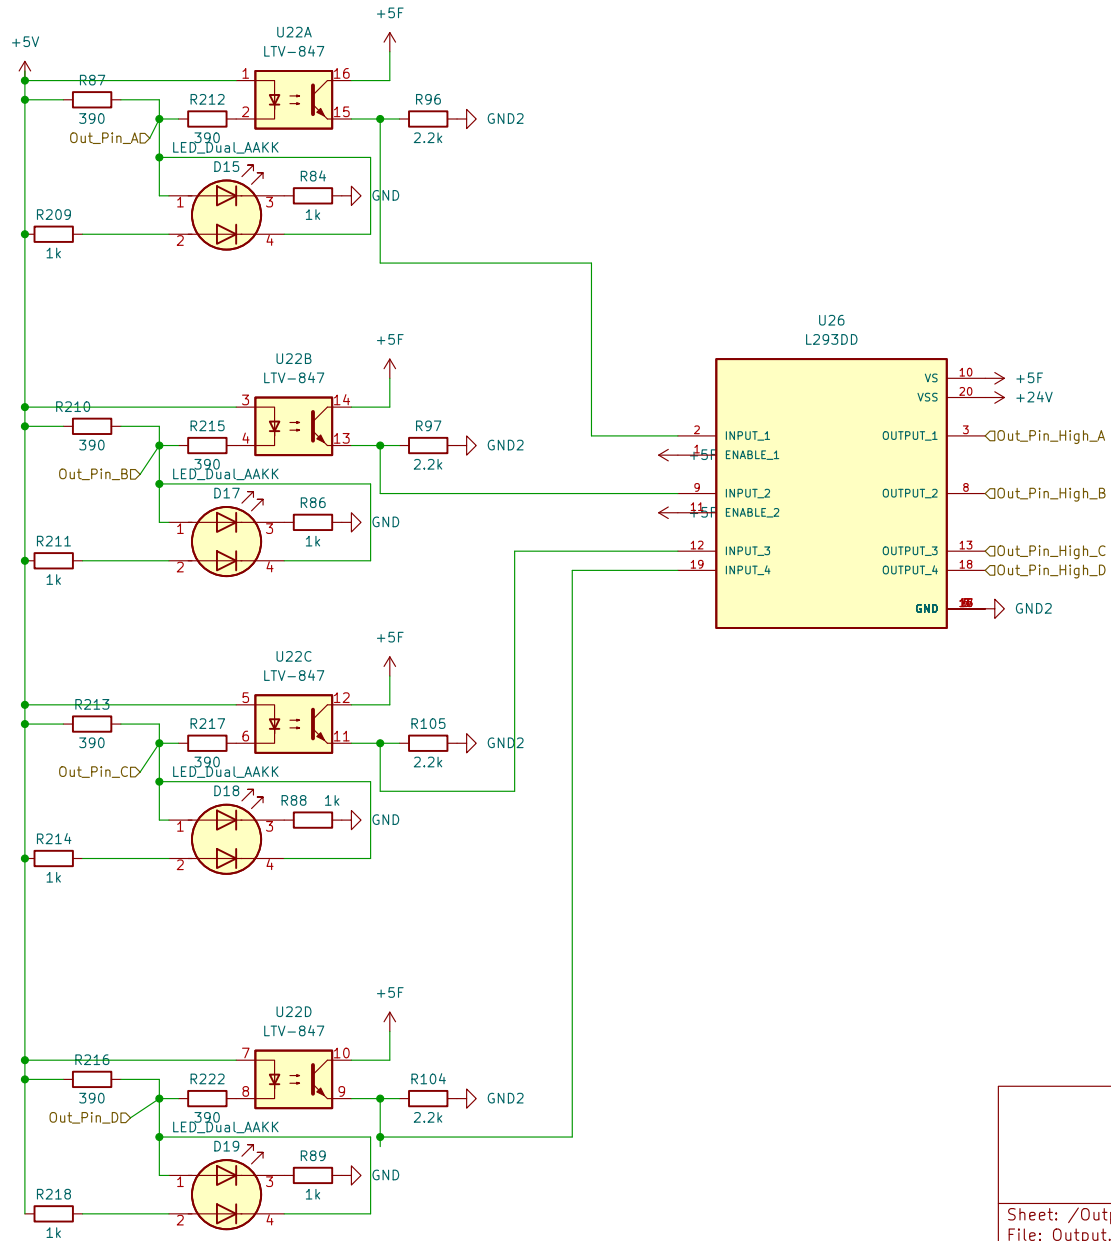 +5V
+5F
U22A
LTV-847
R87
390
Out_Pin_A
R212
390
1
2
16
15
R96
2.2k
GND2
LED_Dual_AAKK
D15
1
2
3
4
R84
1k
GND
R209
1k
+5F
U22B
LTV-847
R210
390
Out_Pin_B
R215
390
3
4
14
13
R97
2.2k
GND2
LED_Dual_AAKK
D17
1
2
3
4
R86
1k
GND
R211
1k
U26
L293DD
VS 10 +5F
VSS 20 +24V
2 INPUT_1 OUTPUT_1 3 Out_Pin_High_A
+5F 1 ENABLE_1
9 INPUT_2 OUTPUT_2 8 Out_Pin_High_B
+5F 11 ENABLE_2
12 INPUT_3 OUTPUT_3 13 Out_Pin_High_C
19 INPUT_4 OUTPUT_4 18 Out_Pin_High_D
GND GND2
+5F
U22C
LTV-847
R213
390
Out_Pin_C
R217
390
5
6
12
11
R105
2.2k
GND2
LED_Dual_AAKK
D18
1
2
3
4
R88 1k
GND
R214
1k
+5F
U22D
LTV-847
R216
390
Out_Pin_D
R222
390
7
8
10
9
R104
2.2k
GND2
LED_Dual_AAKK
D19
1
2
3
4
R89
1k
GND
R218
1k
Sheet: /Outp
File: Output.